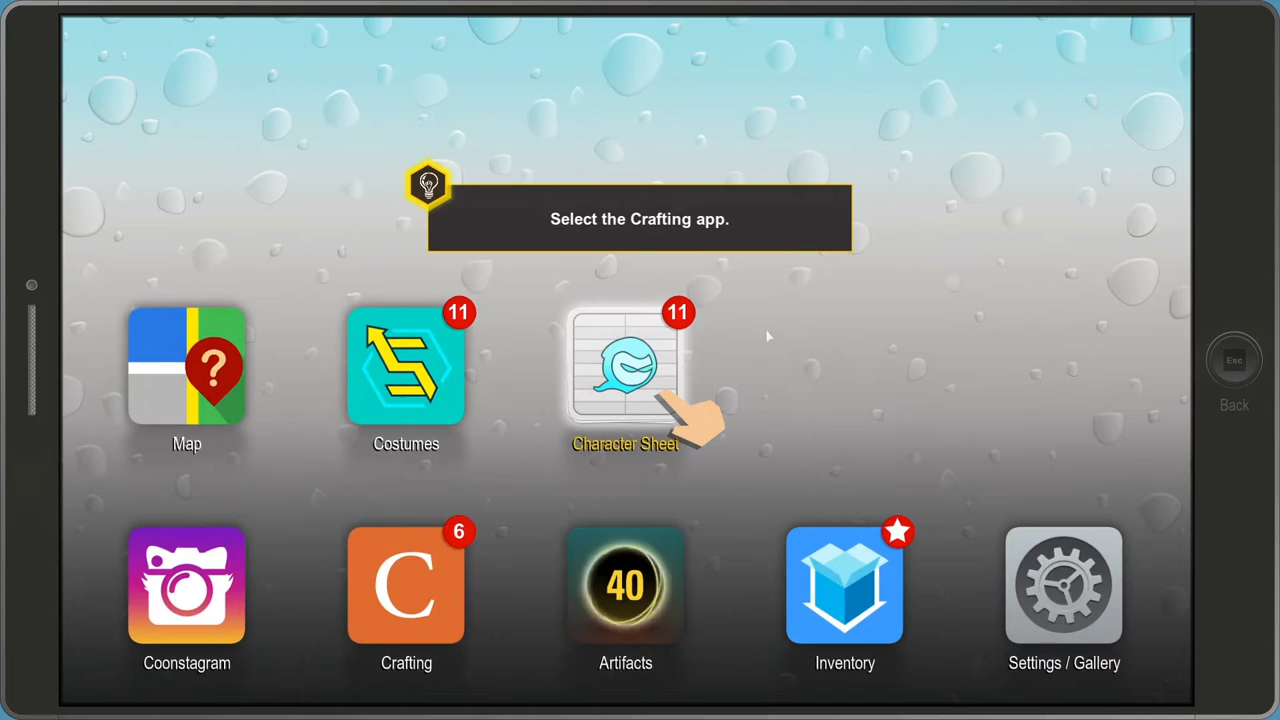 Select the Crafting app.
11
11
?
Esc
Back
Map
Costumes
Character Sheet
6
C
40
Coonstagram
Crafting
Artifacts
Inventory
Settings / Gallery